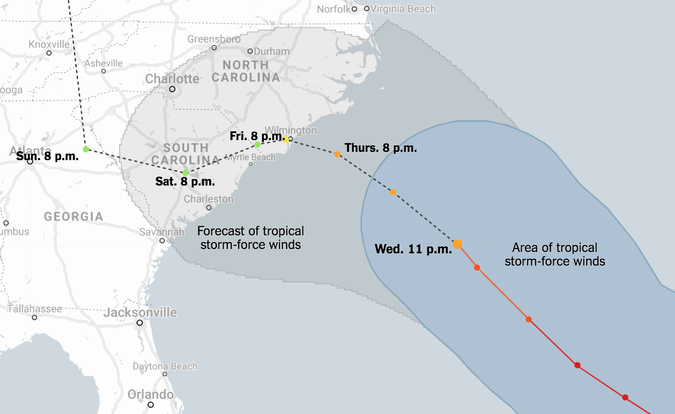 Norfolk
Virginia Beach
Knoxville
Greensboro
Durham
Asheville
NORTH
CAROLINA
ooga
Charlotte
Fri. 8 p.m.
Wilmington
Atlanta
Sun. 8 p.m.
SOUTH
CAROLINA
Myrtle Beach
Thurs. 8 p.m.
Sat. 8 p.m.
Charleston
GEORGIA
umbus
Savannah
Forecast of tropical
storm-force winds
Wed. 11 p.m.
Area of tropical
storm-force winds
Tallahassee
Jacksonville
Daytona Beach
Orlando